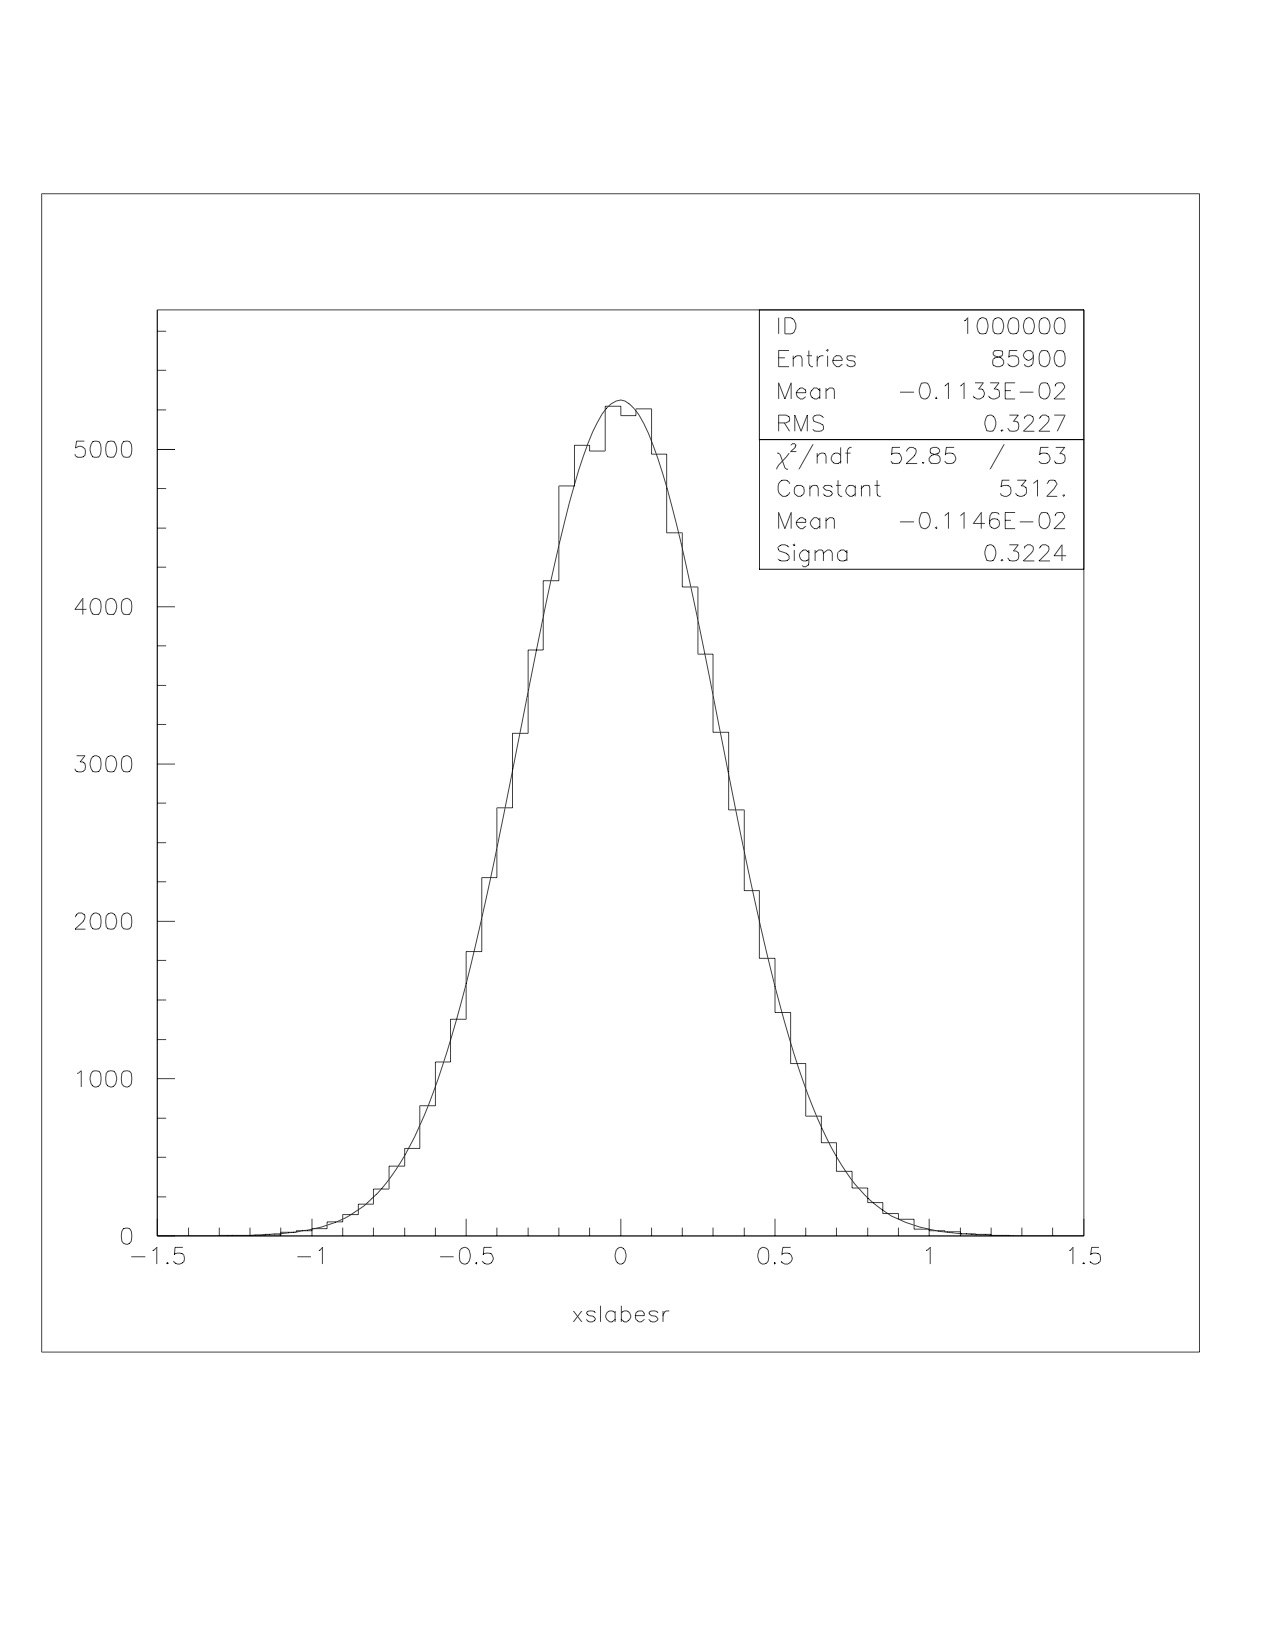 ID 1000000
Entries 85900
Mean −0.1133E−02
RMS 0.3227
χ²/ndf 52.85 / 53
Constant 5312.
Mean −0.1146E−02
Sigma 0.3224
5000
4000
3000
2000
1000
0
−1.5 −1 −0.5 0 0.5 1 1.5
xslabesr